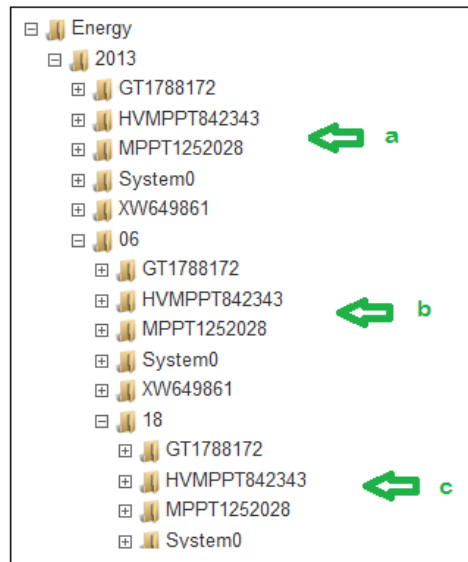 Energy
2013
GT1788172
HVMPPT842343
MPPT1252028
a
System0
XW649861
06
GT1788172
HVMPPT842343
b
MPPT1252028
System0
XW649861
18
GT1788172
HVMPPT842343
c
MPPT1252028
System0